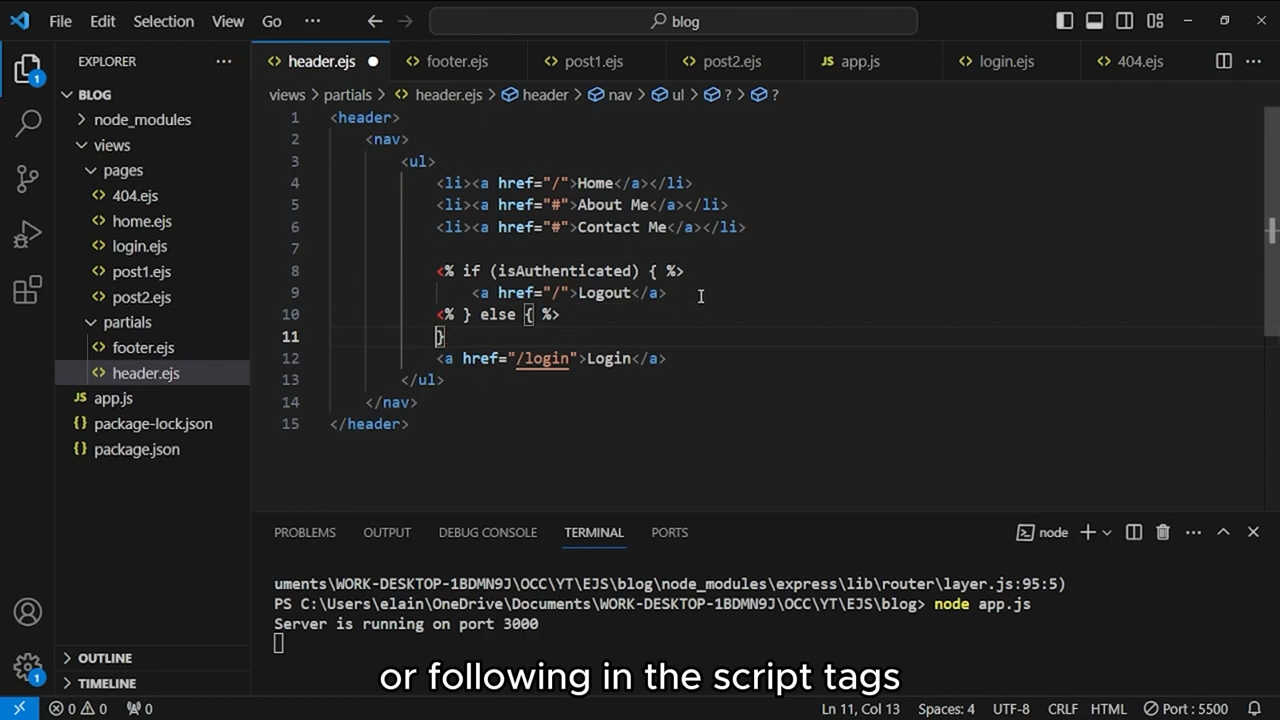 File Edit Selection View Go ··· blog
EXPLORER ···
BLOG
node_modules
views
pages
404.ejs
home.ejs
login.ejs
post1.ejs
post2.ejs
partials
footer.ejs
header.ejs
JS app.js
{} package-lock.json
{} package.json
OUTLINE
TIMELINE
1
1
header.ejs footer.ejs post1.ejs post2.ejs JS app.js login.ejs 404.ejs ···
views > partials > header.ejs > header > nav > ul > ? > ?
1 <header>
2 <nav>
3 <ul>
4 <li><a href="/">Home</a></li>
5 <li><a href="#">About Me</a></li>
6 <li><a href="#">Contact Me</a></li>
7
8 <% if (isAuthenticated) { %>
9 <a href="/">Logout</a>
10 <% } else { %>
11 }
12 <a href="/login">Login</a>
13 </ul>
14 </nav>
15 </header>
PROBLEMS OUTPUT DEBUG CONSOLE TERMINAL PORTS node ···
uments\WORK-DESKTOP-1BDMN9J\OCC\YT\EJS\blog\node_modules\express\lib\router\layer.js:95:5)
PS C:\Users\elain\OneDrive\Documents\WORK-DESKTOP-1BDMN9J\OCC\YT\EJS\blog> node app.js
Server is running on port 3000
or following in the script tags
0 0 0 Ln 11, Col 13 Spaces: 4 UTF-8 CRLF HTML Port : 5500